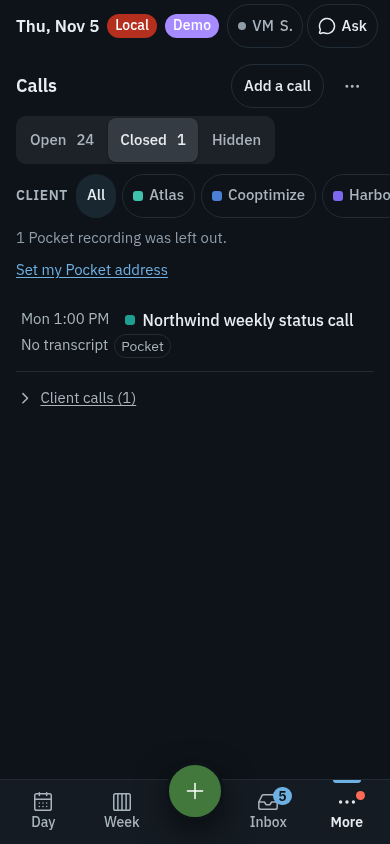 Thu, Nov 5 Local Demo VM S. Ask
Calls Add a call
Open 24 Closed 1 Hidden
CLIENT All Atlas Cooptimize Harbo
1 Pocket recording was left out.
Set my Pocket address
Mon 1:00 PM Northwind weekly status call
No transcript Pocket
Client calls (1)
Day Week Inbox 5 More